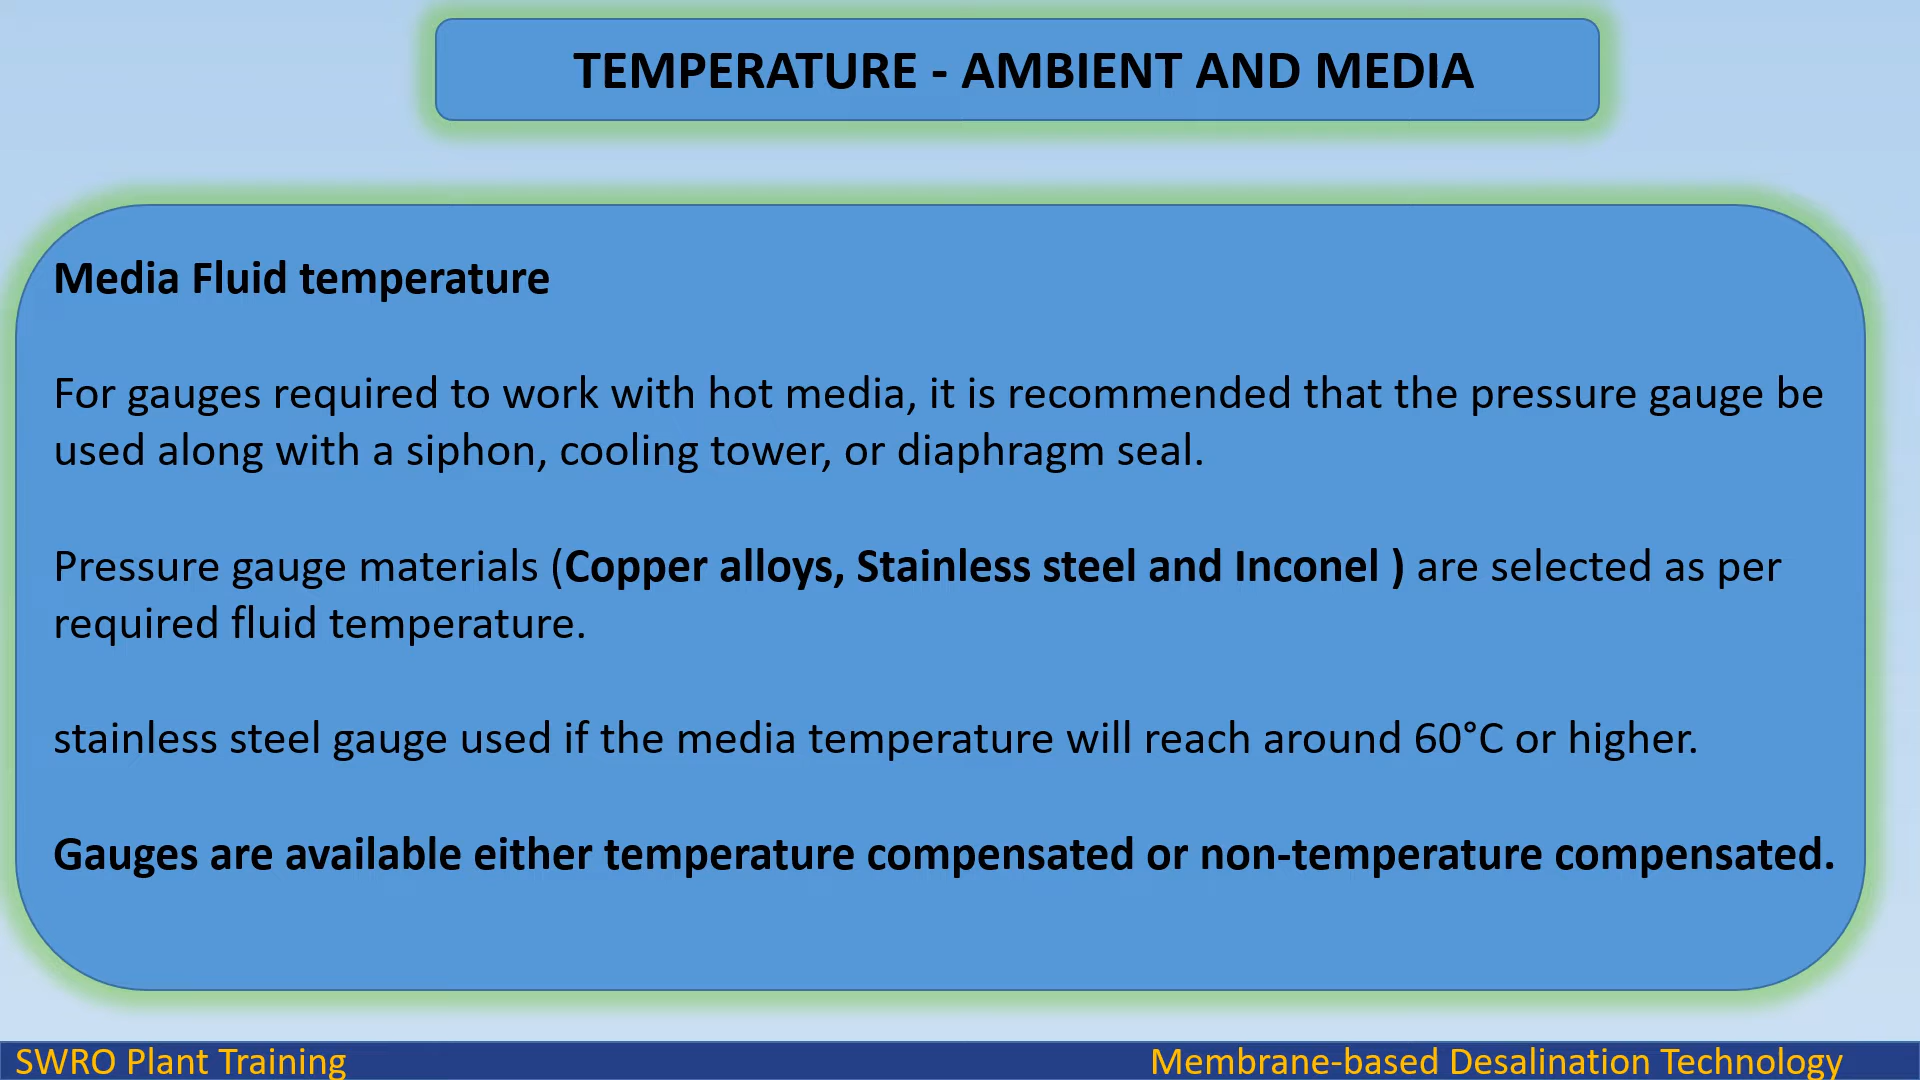 TEMPERATURE - AMBIENT AND MEDIA
Media Fluid temperature
For gauges required to work with hot media, it is recommended that the pressure gauge be
used along with a siphon, cooling tower, or diaphragm seal.
Pressure gauge materials (Copper alloys, Stainless steel and Inconel ) are selected as per
required fluid temperature.
stainless steel gauge used if the media temperature will reach around 60°C or higher.
Gauges are available either temperature compensated or non-temperature compensated.
SWRO Plant Training
Membrane-based Desalination Technology